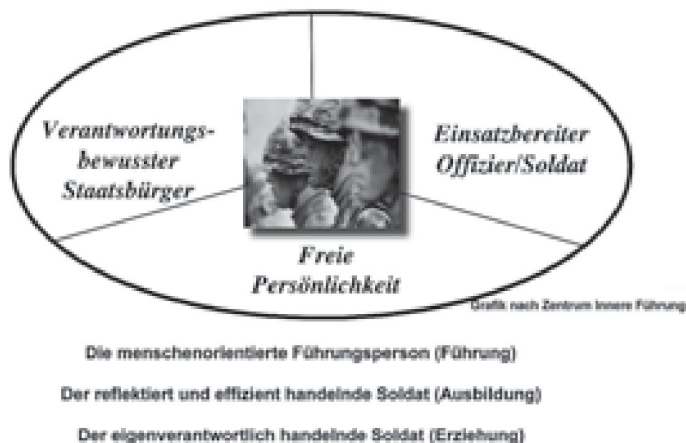 Verantwortungs-
bewusster
Staatsbürger
Einsatzbereiter
Offizier/Soldat
Freie
Persönlichkeit
Grafik nach Zentrum Innere Führung
Die menschenorientierte Führungsperson (Führung)
Der reflektiert und effizient handelnde Soldat (Ausbildung)
Der eigenverantwortlich handelnde Soldat (Erziehung)